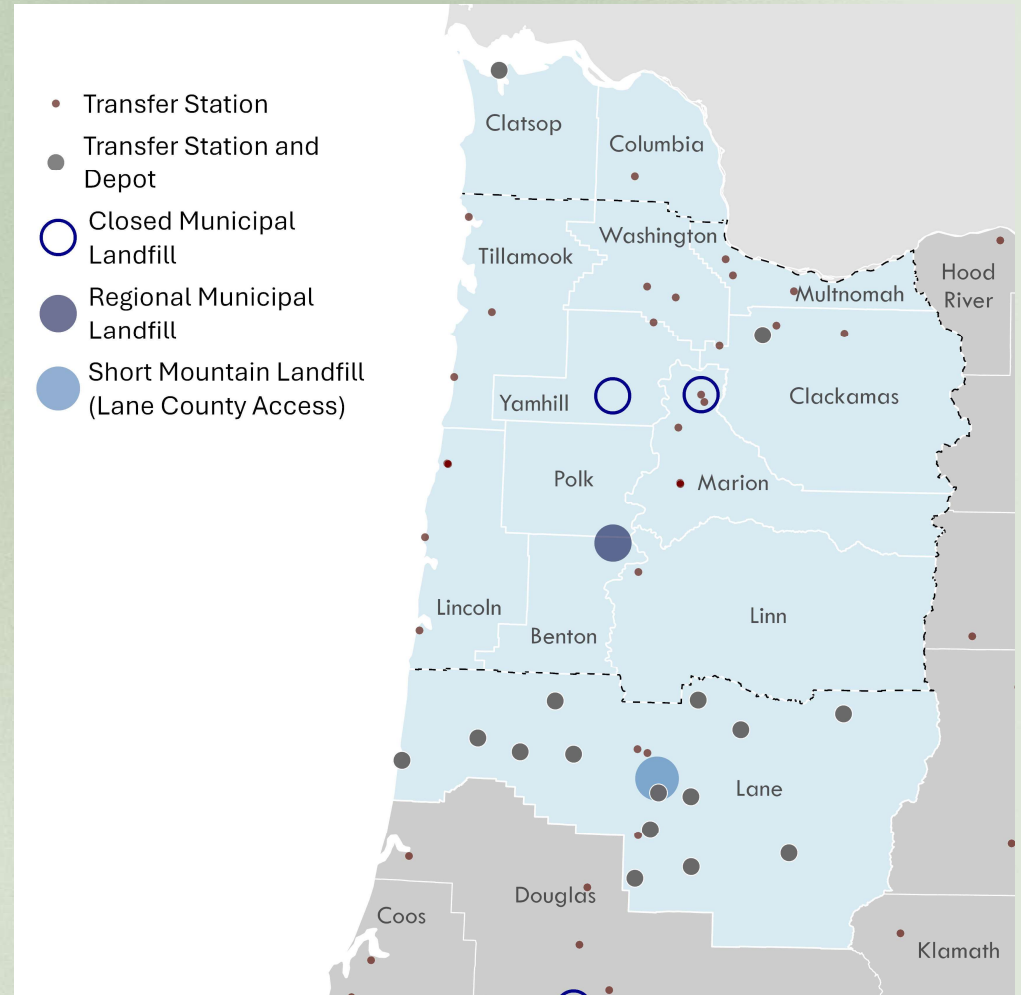 Transfer Station
Transfer Station and
Depot
Closed Municipal
Landfill
Regional Municipal
Landfill
Short Mountain Landfill
(Lane County Access)
Clatsop
Columbia
Washington
Tillamook
Hood
River
Multnomah
Yamhill
Clackamas
Polk
Marion
Lincoln
Linn
Benton
Lane
Douglas
Coos
Klamath